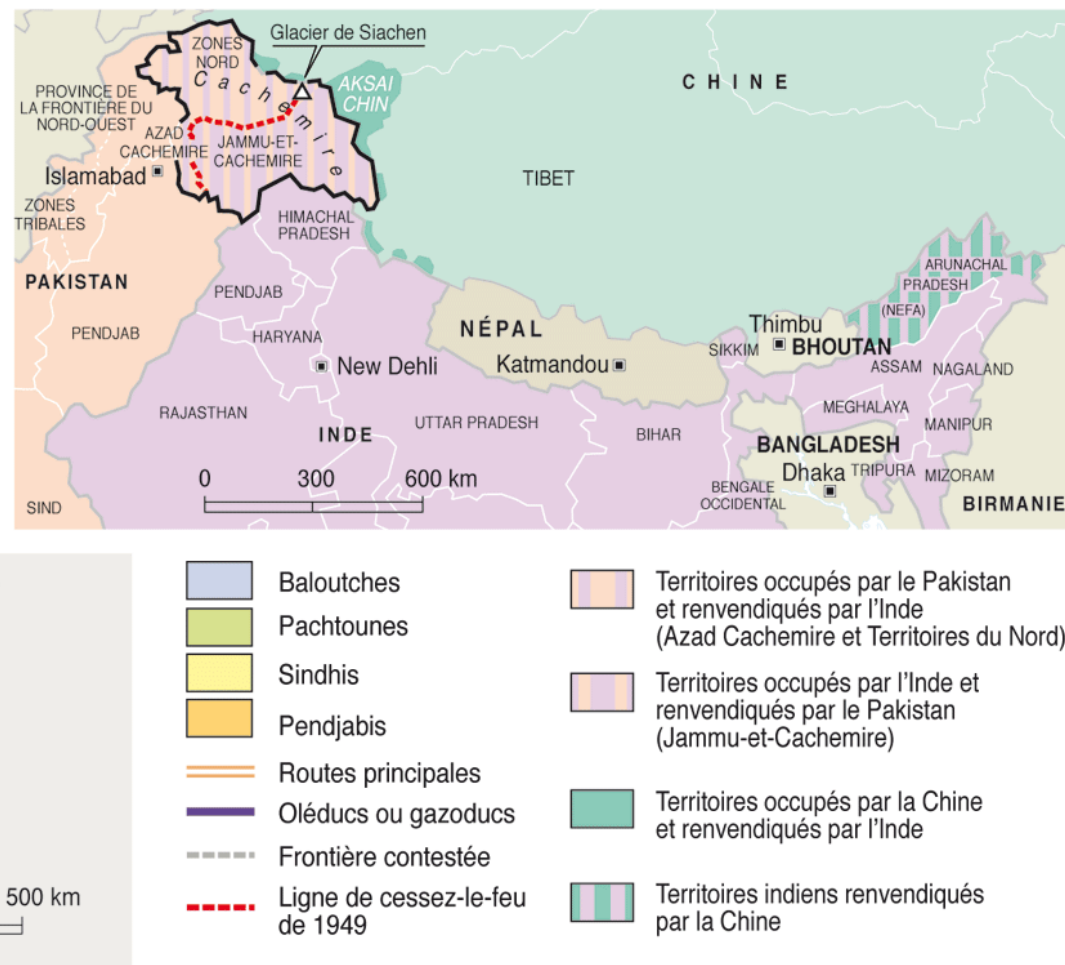 Glacier de Siachen
ZONES
NORD
Cachemire
AKSAI
CHIN
CHINE
PROVINCE DE
LA FRONTIÈRE DU
NORD-OUEST
AZAD
CACHEMIRE
JAMMU-ET-
CACHEMIRE
Islamabad
TIBET
ZONES
TRIBALES
HIMACHAL
PRADESH
PAKISTAN
PENDJAB
ARUNACHAL
PRADESH
(NEFA)
PENDJAB
HARYANA
NÉPAL
Thimbu
SIKKIM
BHOUTAN
New Dehli
Katmandou
ASSAM
NAGALAND
RAJASTHAN
INDE
UTTAR PRADESH
BIHAR
MEGHALAYA
MANIPUR
BANGLADESH
Dhaka
TRIPURA
MIZORAM
0 300 600 km
BENGALE
OCCIDENTAL
SIND
BIRMANIE
Baloutches
Pachtounes
Sindhis
Pendjabis
Routes principales
Oléducs ou gazoducs
Frontière contestée
Ligne de cessez-le-feu
de 1949
Territoires occupés par le Pakistan
et renvendiqués par l'Inde
(Azad Cachemire et Territoires du Nord)
Territoires occupés par l'Inde et
renvendiqués par le Pakistan
(Jammu-et-Cachemire)
Territoires occupés par la Chine
et renvendiqués par l'Inde
Territoires indiens renvendiqués
par la Chine
500 km